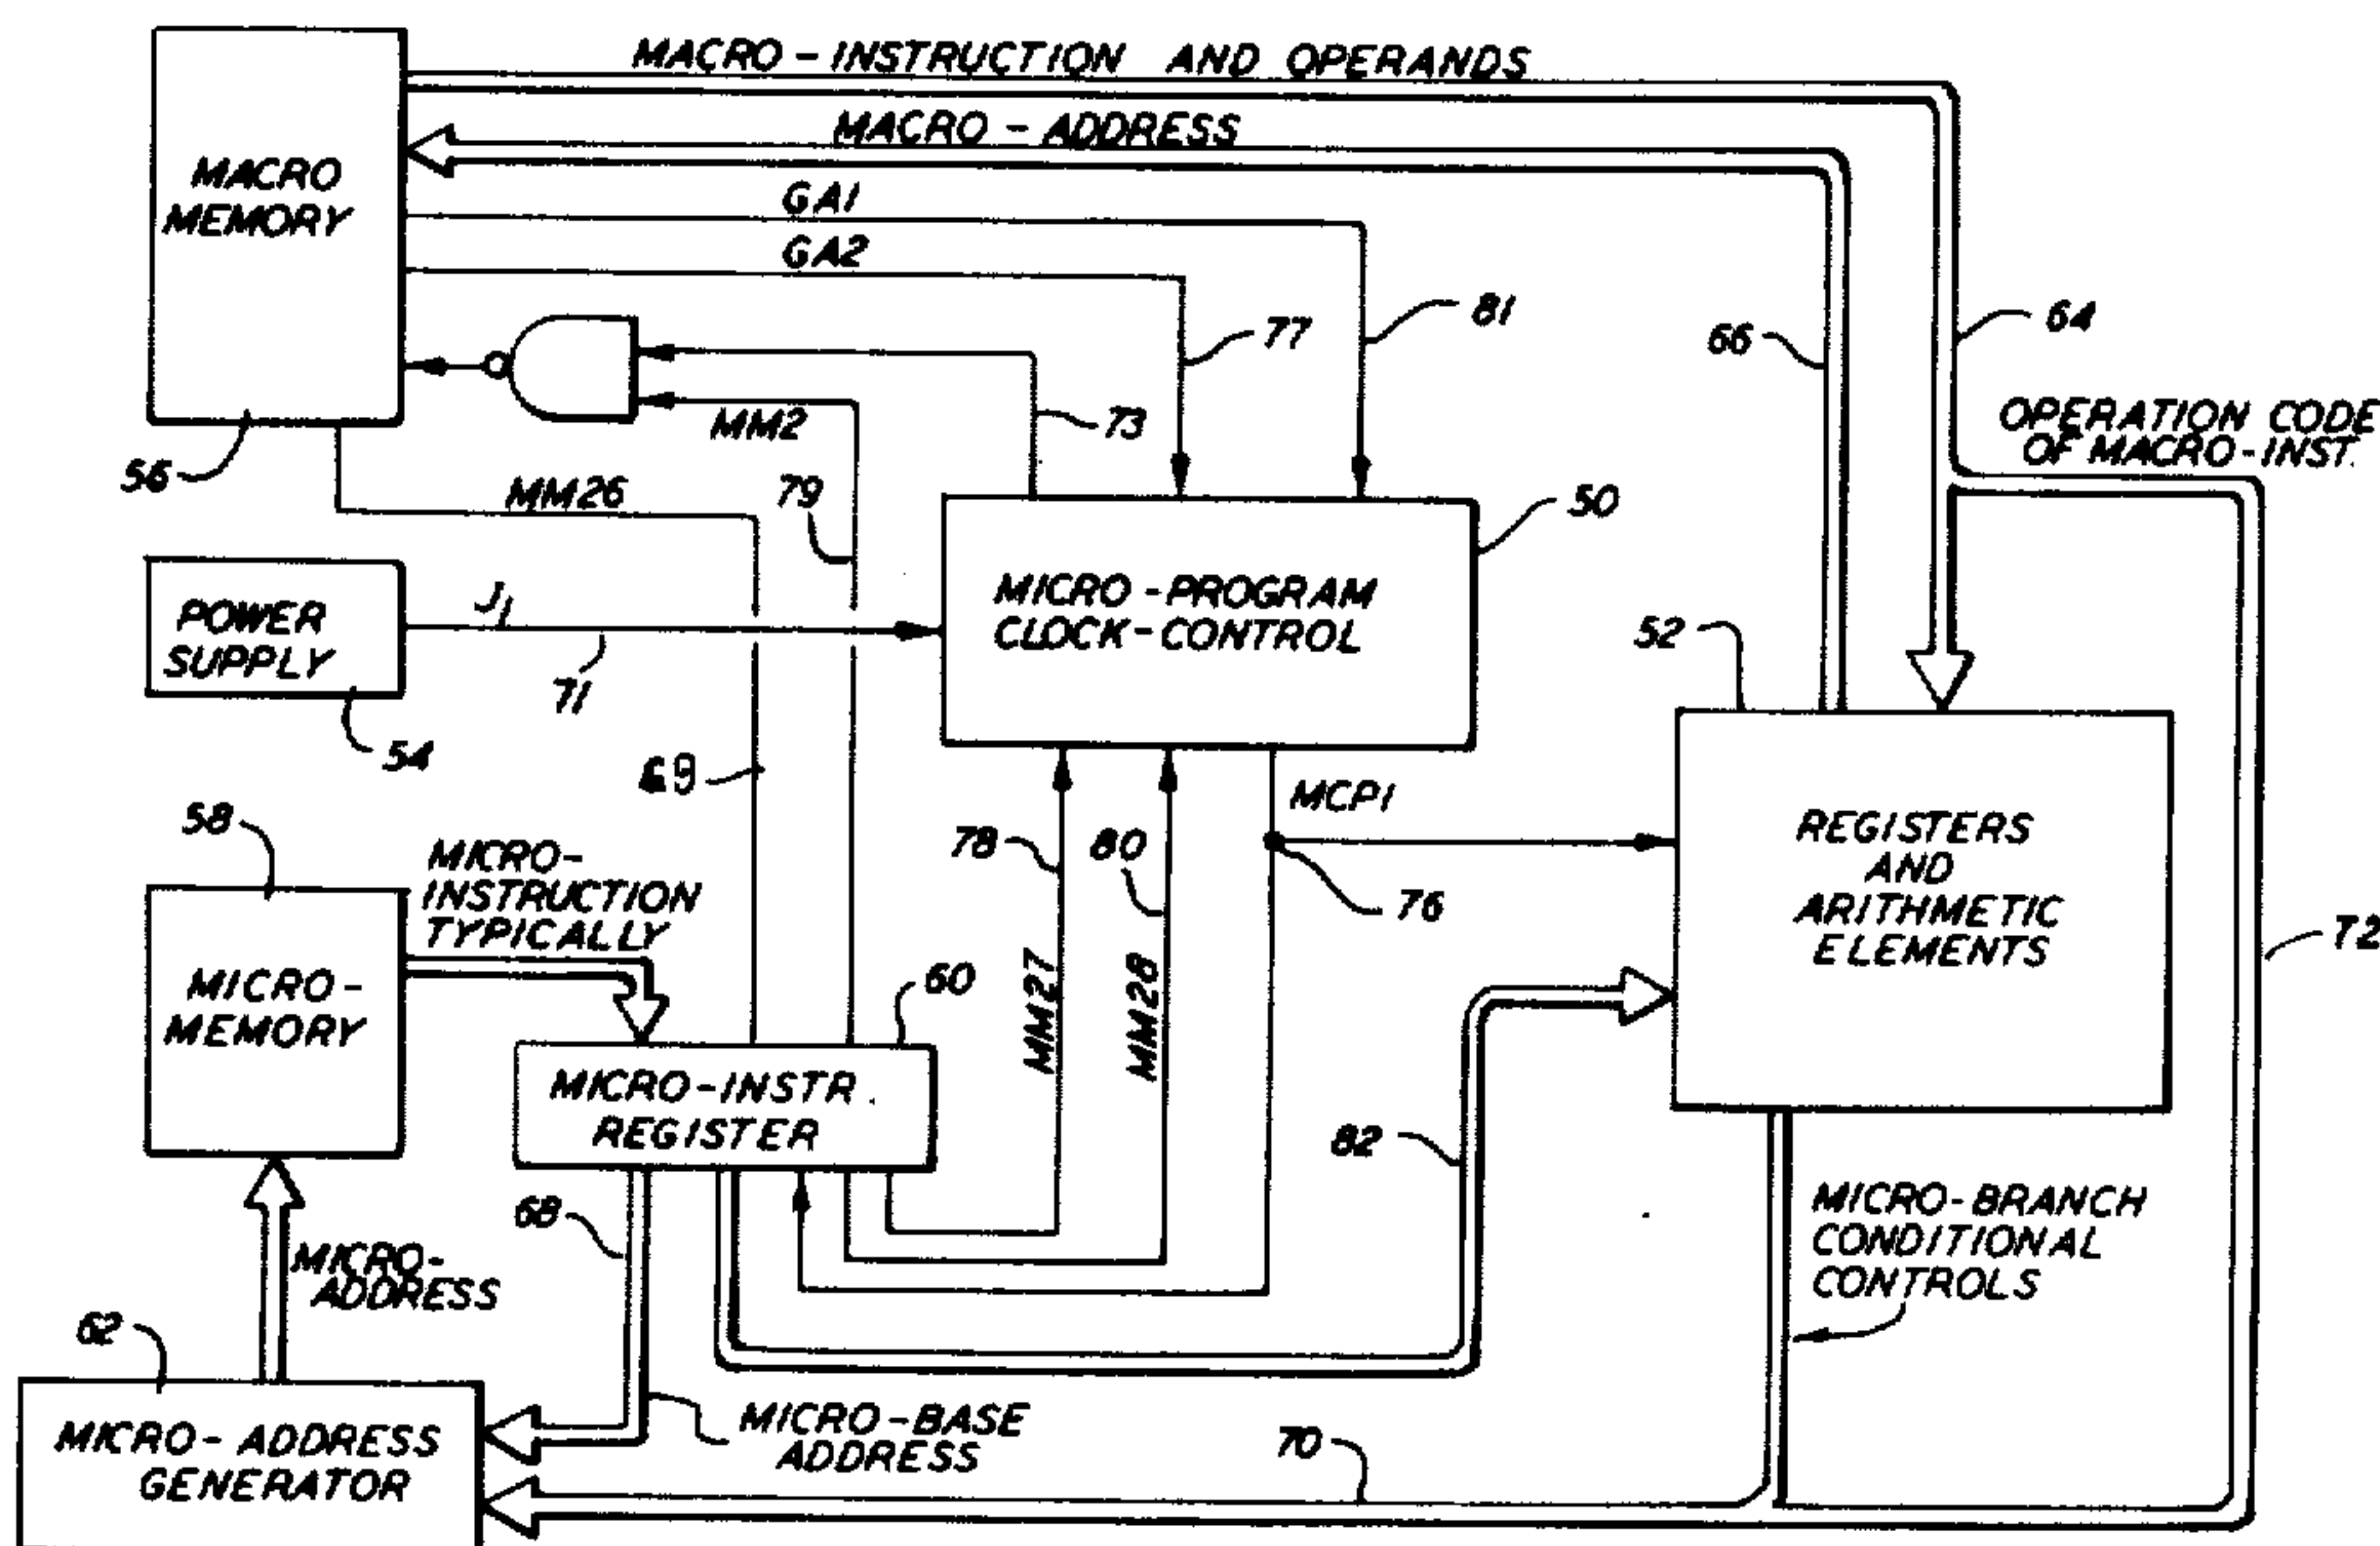 MACRO-INSTRUCTION AND OPERANDS
MACRO-ADDRESS
MACRO
MEMORY
GA1
GA2
81
77
66
64
OPERATION CODE
OF MACRO-INST.
MM2
73
56
MM26
79
50
POWER
SUPPLY
J1
71
MICRO-PROGRAM
CLOCK-CONTROL
52
54
69
MCP1
58
MICRO-
INSTRUCTION
TYPICALLY
78
80
76
REGISTERS
AND
ARITHMETIC
ELEMENTS
72
MICRO-
MEMORY
60
MM27
MM28
MICRO-INSTR.
REGISTER
82
68
MICRO-
ADDRESS
MICRO-BRANCH
CONDITIONAL
CONTROLS
62
MICRO-ADDRESS
GENERATOR
MICRO-BASE
ADDRESS
70